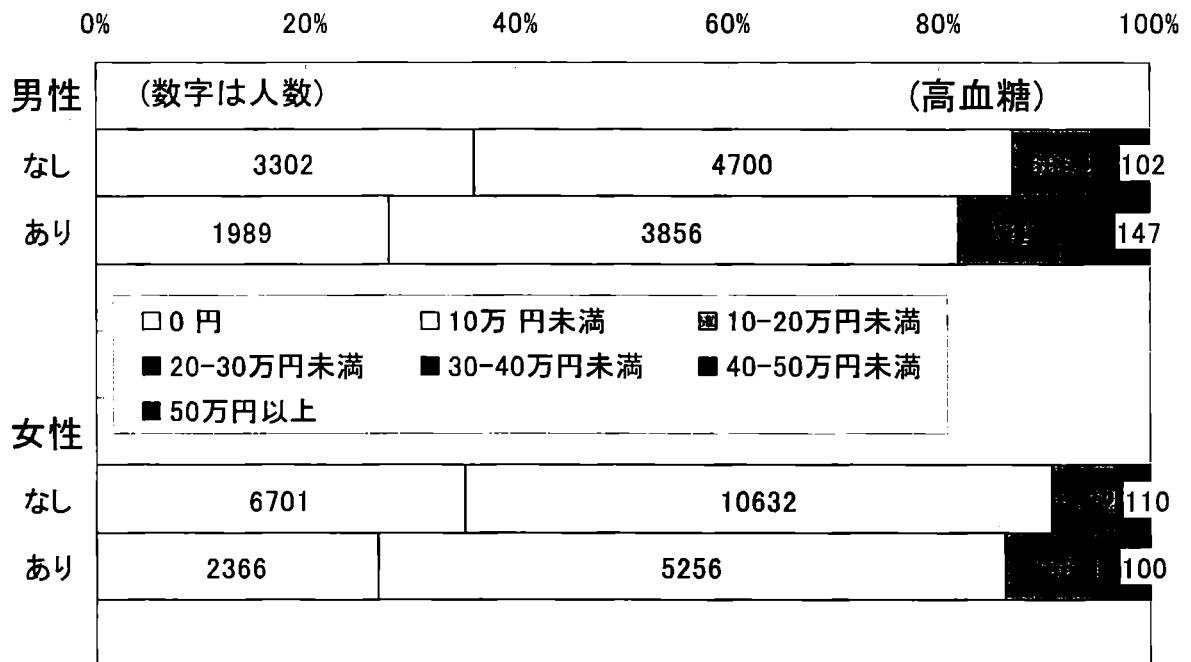 0% 20% 40% 60% 80% 100%
男性 (数字は人数) (高血糖)
なし 3302 4700 102
あり 1989 3856 147
□0 円 □10万 円未満 10-20万円未満
■20-30万円未満 ■30-40万円未満 ■40-50万円未満
■50万円以上
女性
なし 6701 10632 110
あり 2366 5256 100